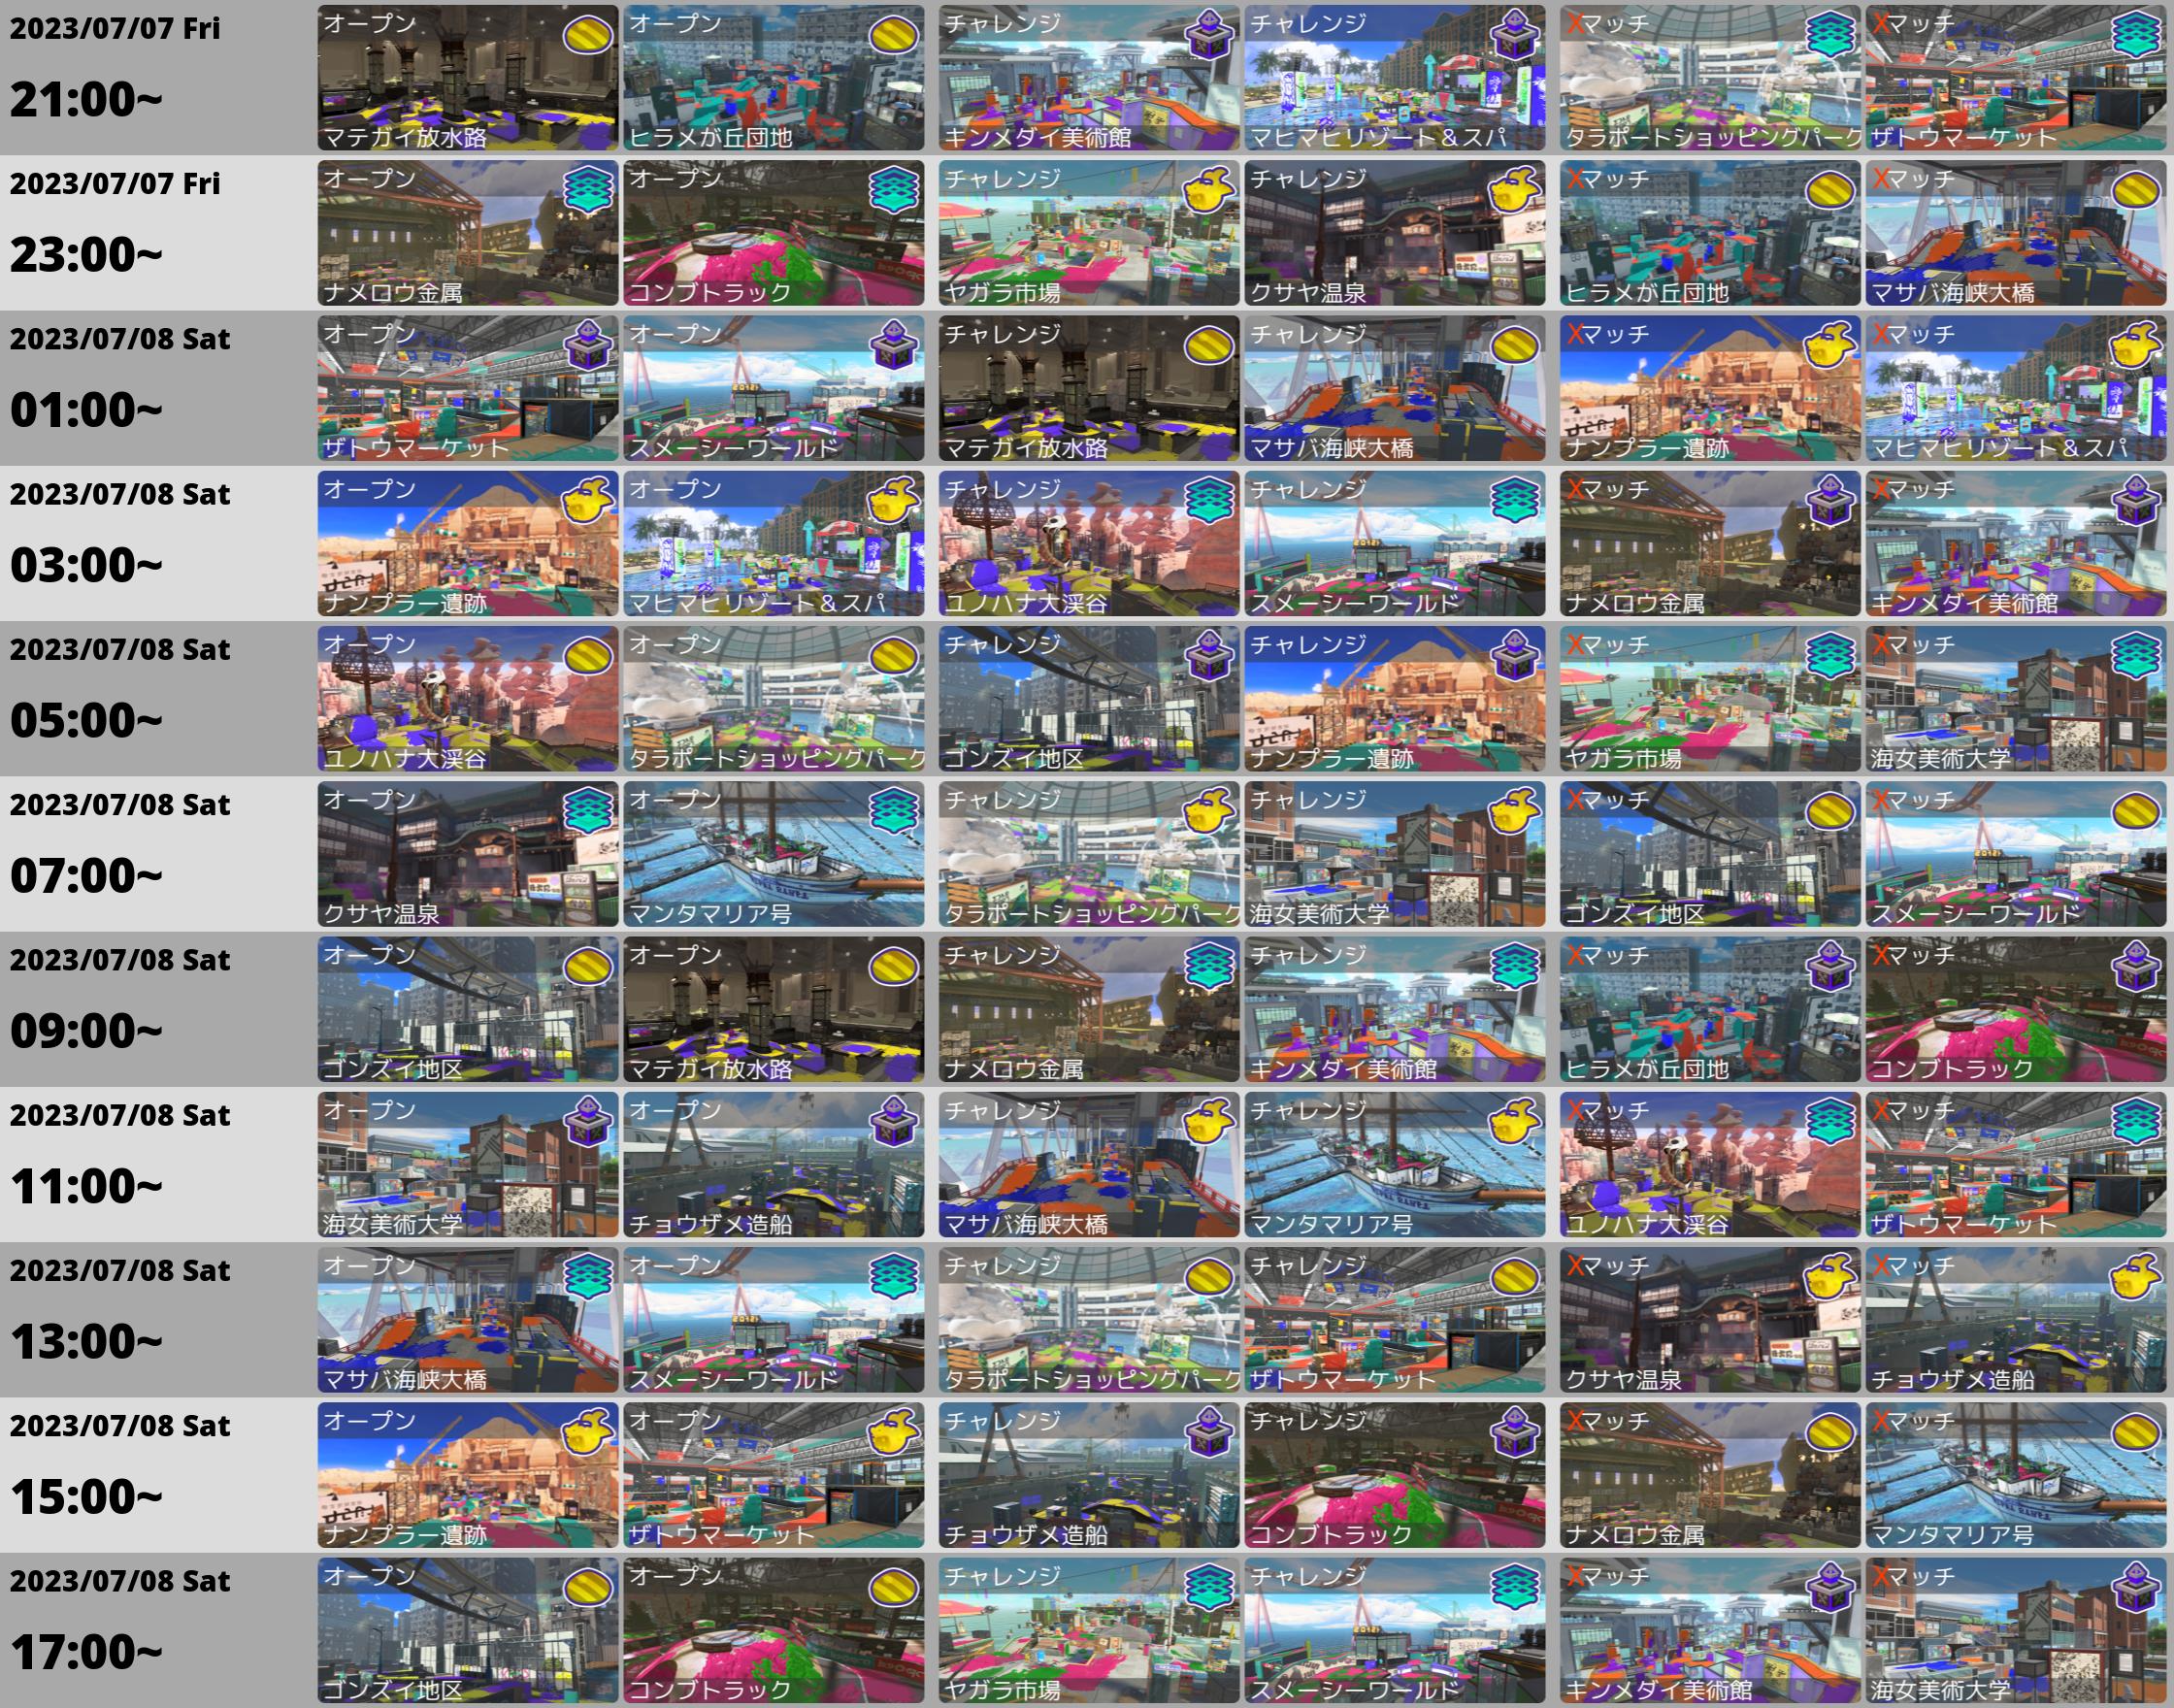 2023/07/07 Fri
21:00~
オープン
マテガイ放水路
オープン
ヒラメが丘団地
チャレンジ
キンメダイ美術館
チャレンジ
マヒマヒリゾート＆スパ
Xマッチ
タラポートショッピングパーク
Xマッチ
ザトウマーケット
2023/07/07 Fri
23:00~
オープン
ナメロウ金属
オープン
コンブトラック
チャレンジ
ヤガラ市場
チャレンジ
クサヤ温泉
Xマッチ
ヒラメが丘団地
Xマッチ
マサバ海峡大橋
2023/07/08 Sat
01:00~
オープン
ザトウマーケット
オープン
スメーシーワールド
チャレンジ
マテガイ放水路
チャレンジ
マサバ海峡大橋
Xマッチ
ナンプラー遺跡
Xマッチ
マヒマヒリゾート＆スパ
2023/07/08 Sat
03:00~
オープン
ナンプラー遺跡
オープン
マヒマヒリゾート＆スパ
チャレンジ
ユノハナ大渓谷
チャレンジ
スメーシーワールド
Xマッチ
ナメロウ金属
Xマッチ
キンメダイ美術館
2023/07/08 Sat
05:00~
オープン
ユノハナ大渓谷
オープン
タラポートショッピングパーク
チャレンジ
ゴンズイ地区
チャレンジ
ナンプラー遺跡
Xマッチ
ヤガラ市場
Xマッチ
海女美術大学
2023/07/08 Sat
07:00~
オープン
クサヤ温泉
オープン
マンタマリア号
チャレンジ
タラポートショッピングパーク
チャレンジ
海女美術大学
Xマッチ
ゴンズイ地区
Xマッチ
スメーシーワールド
2023/07/08 Sat
09:00~
オープン
ゴンズイ地区
オープン
マテガイ放水路
チャレンジ
ナメロウ金属
チャレンジ
キンメダイ美術館
Xマッチ
ヒラメが丘団地
Xマッチ
コンブトラック
2023/07/08 Sat
11:00~
オープン
海女美術大学
オープン
チョウザメ造船
チャレンジ
マサバ海峡大橋
チャレンジ
マンタマリア号
Xマッチ
ユノハナ大渓谷
Xマッチ
ザトウマーケット
2023/07/08 Sat
13:00~
オープン
マサバ海峡大橋
オープン
スメーシーワールド
チャレンジ
タラポートショッピングパーク
チャレンジ
ザトウマーケット
Xマッチ
クサヤ温泉
Xマッチ
チョウザメ造船
2023/07/08 Sat
15:00~
オープン
ナンプラー遺跡
オープン
ザトウマーケット
チャレンジ
チョウザメ造船
チャレンジ
コンブトラック
Xマッチ
ナメロウ金属
Xマッチ
マンタマリア号
2023/07/08 Sat
17:00~
オープン
ゴンズイ地区
オープン
コンブトラック
チャレンジ
ヤガラ市場
チャレンジ
スメーシーワールド
Xマッチ
キンメダイ美術館
Xマッチ
海女美術大学